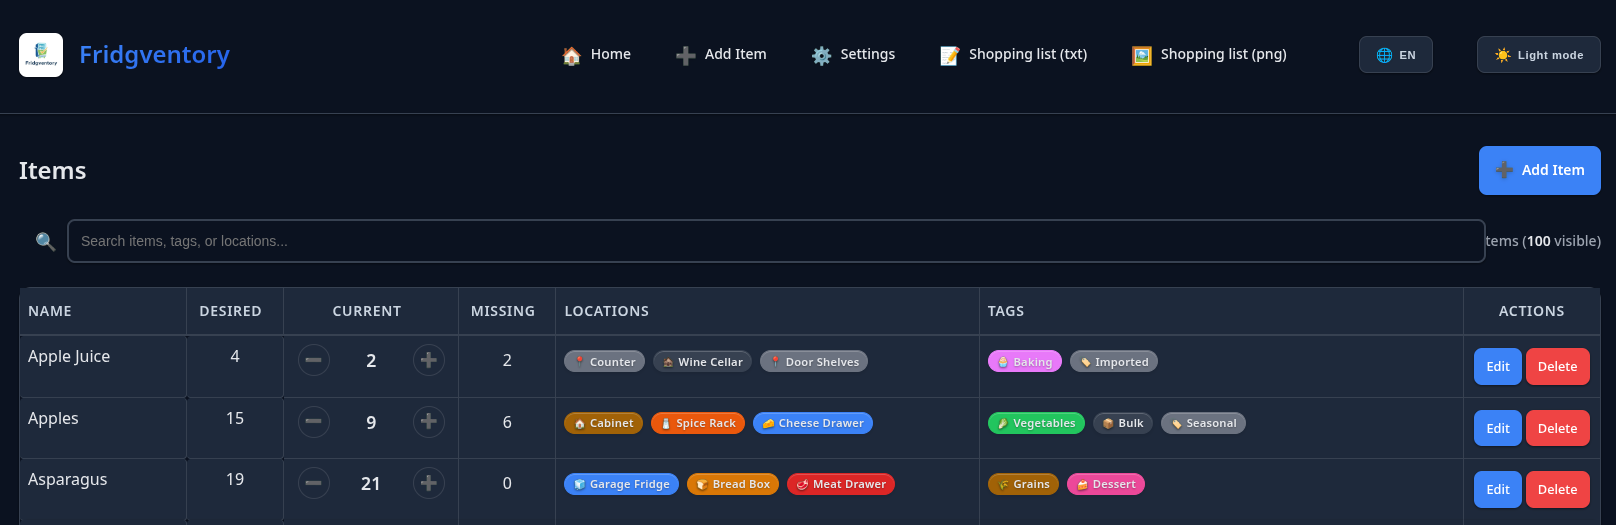 Fridgventory
Fridgventory
Home
Add Item
Settings
Shopping list (txt)
Shopping list (png)
EN
Light mode
Items
Add Item
Search items, tags, or locations...
tems (100 visible)
NAME DESIRED CURRENT MISSING LOCATIONS TAGS ACTIONS
Apple Juice 4 2 2 Counter Wine Cellar Door Shelves Baking Imported Edit Delete
Apples 15 9 6 Cabinet Spice Rack Cheese Drawer Vegetables Bulk Seasonal Edit Delete
Asparagus 19 21 0 Garage Fridge Bread Box Meat Drawer Grains Dessert Edit Delete